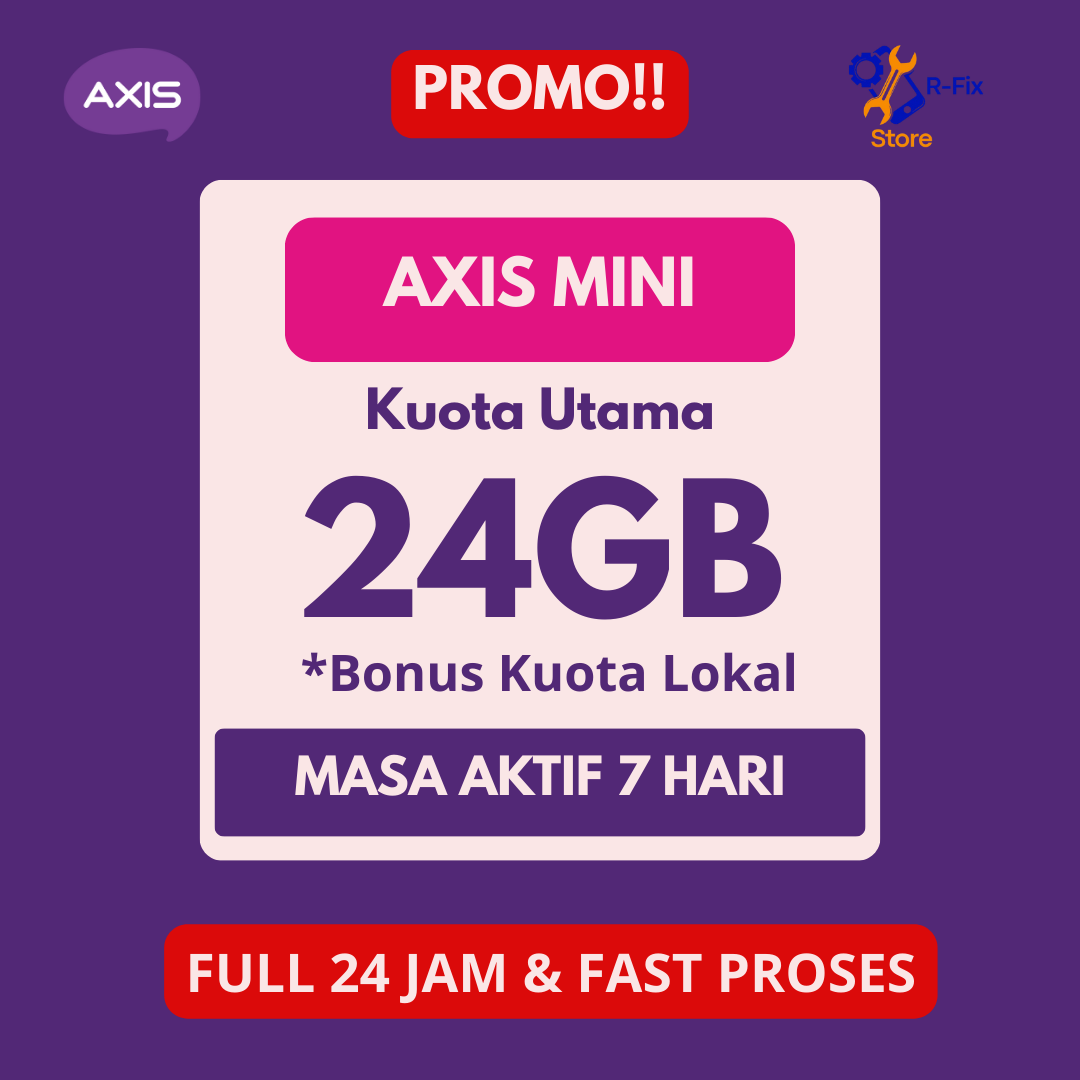 AXIS
PROMO!!
R-Fix
Store
AXIS MINI
Kuota Utama
24GB
*Bonus Kuota Lokal
MASA AKTIF 7 HARI
FULL 24 JAM & FAST PROSES